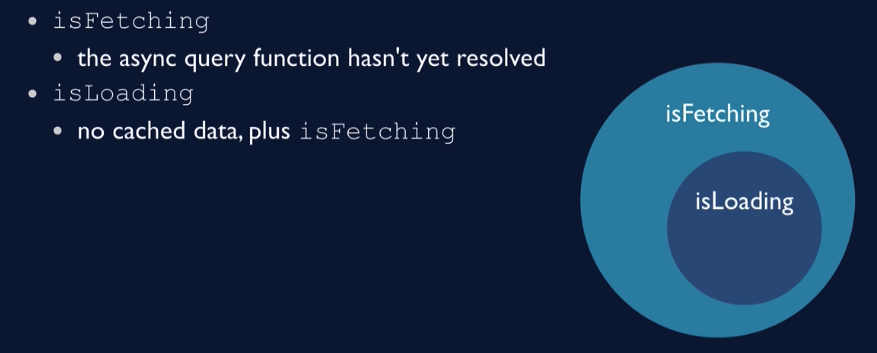 • isFetching
• the async query function hasn't yet resolved
• isLoading
• no cached data, plus isFetching
isFetching
isLoading